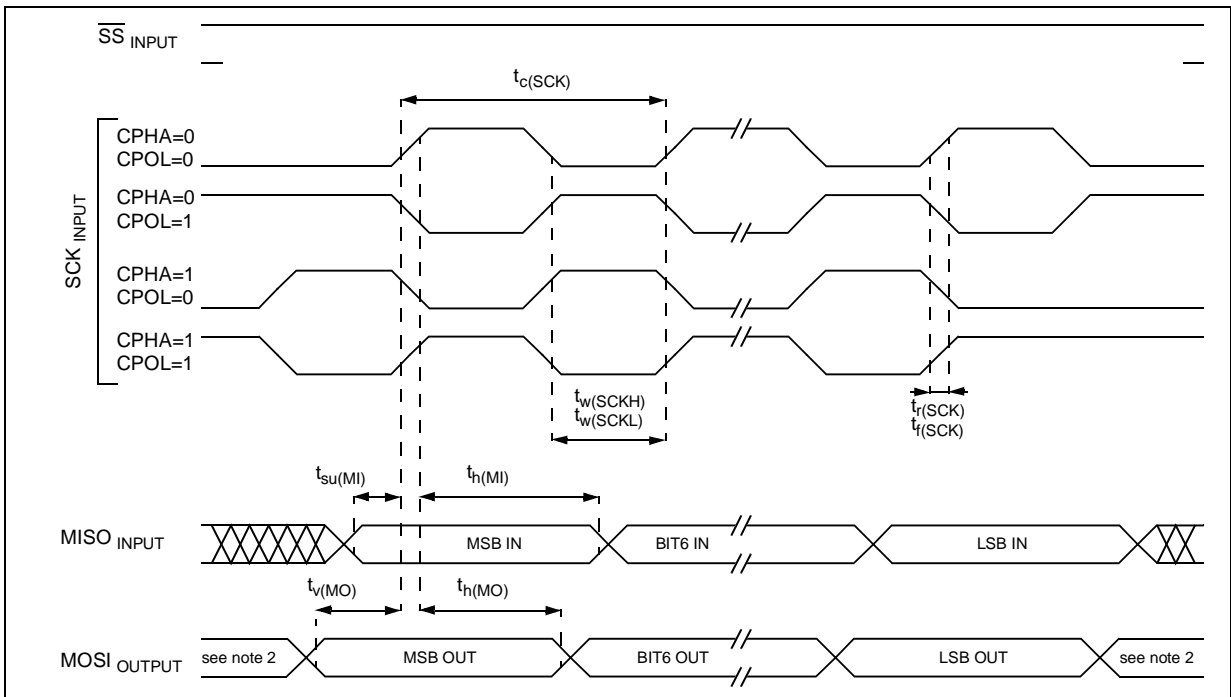 SS INPUT
tc(SCK)
SCK INPUT
CPHA=0
CPOL=0
CPHA=0
CPOL=1
CPHA=1
CPOL=0
CPHA=1
CPOL=1
tw(SCKH)
tw(SCKL)
tr(SCK)
tf(SCK)
tsu(MI)
th(MI)
MISO INPUT
MSB IN
BIT6 IN
LSB IN
tv(MO)
th(MO)
MOSI OUTPUT
see note 2
MSB OUT
BIT6 OUT
LSB OUT
see note 2